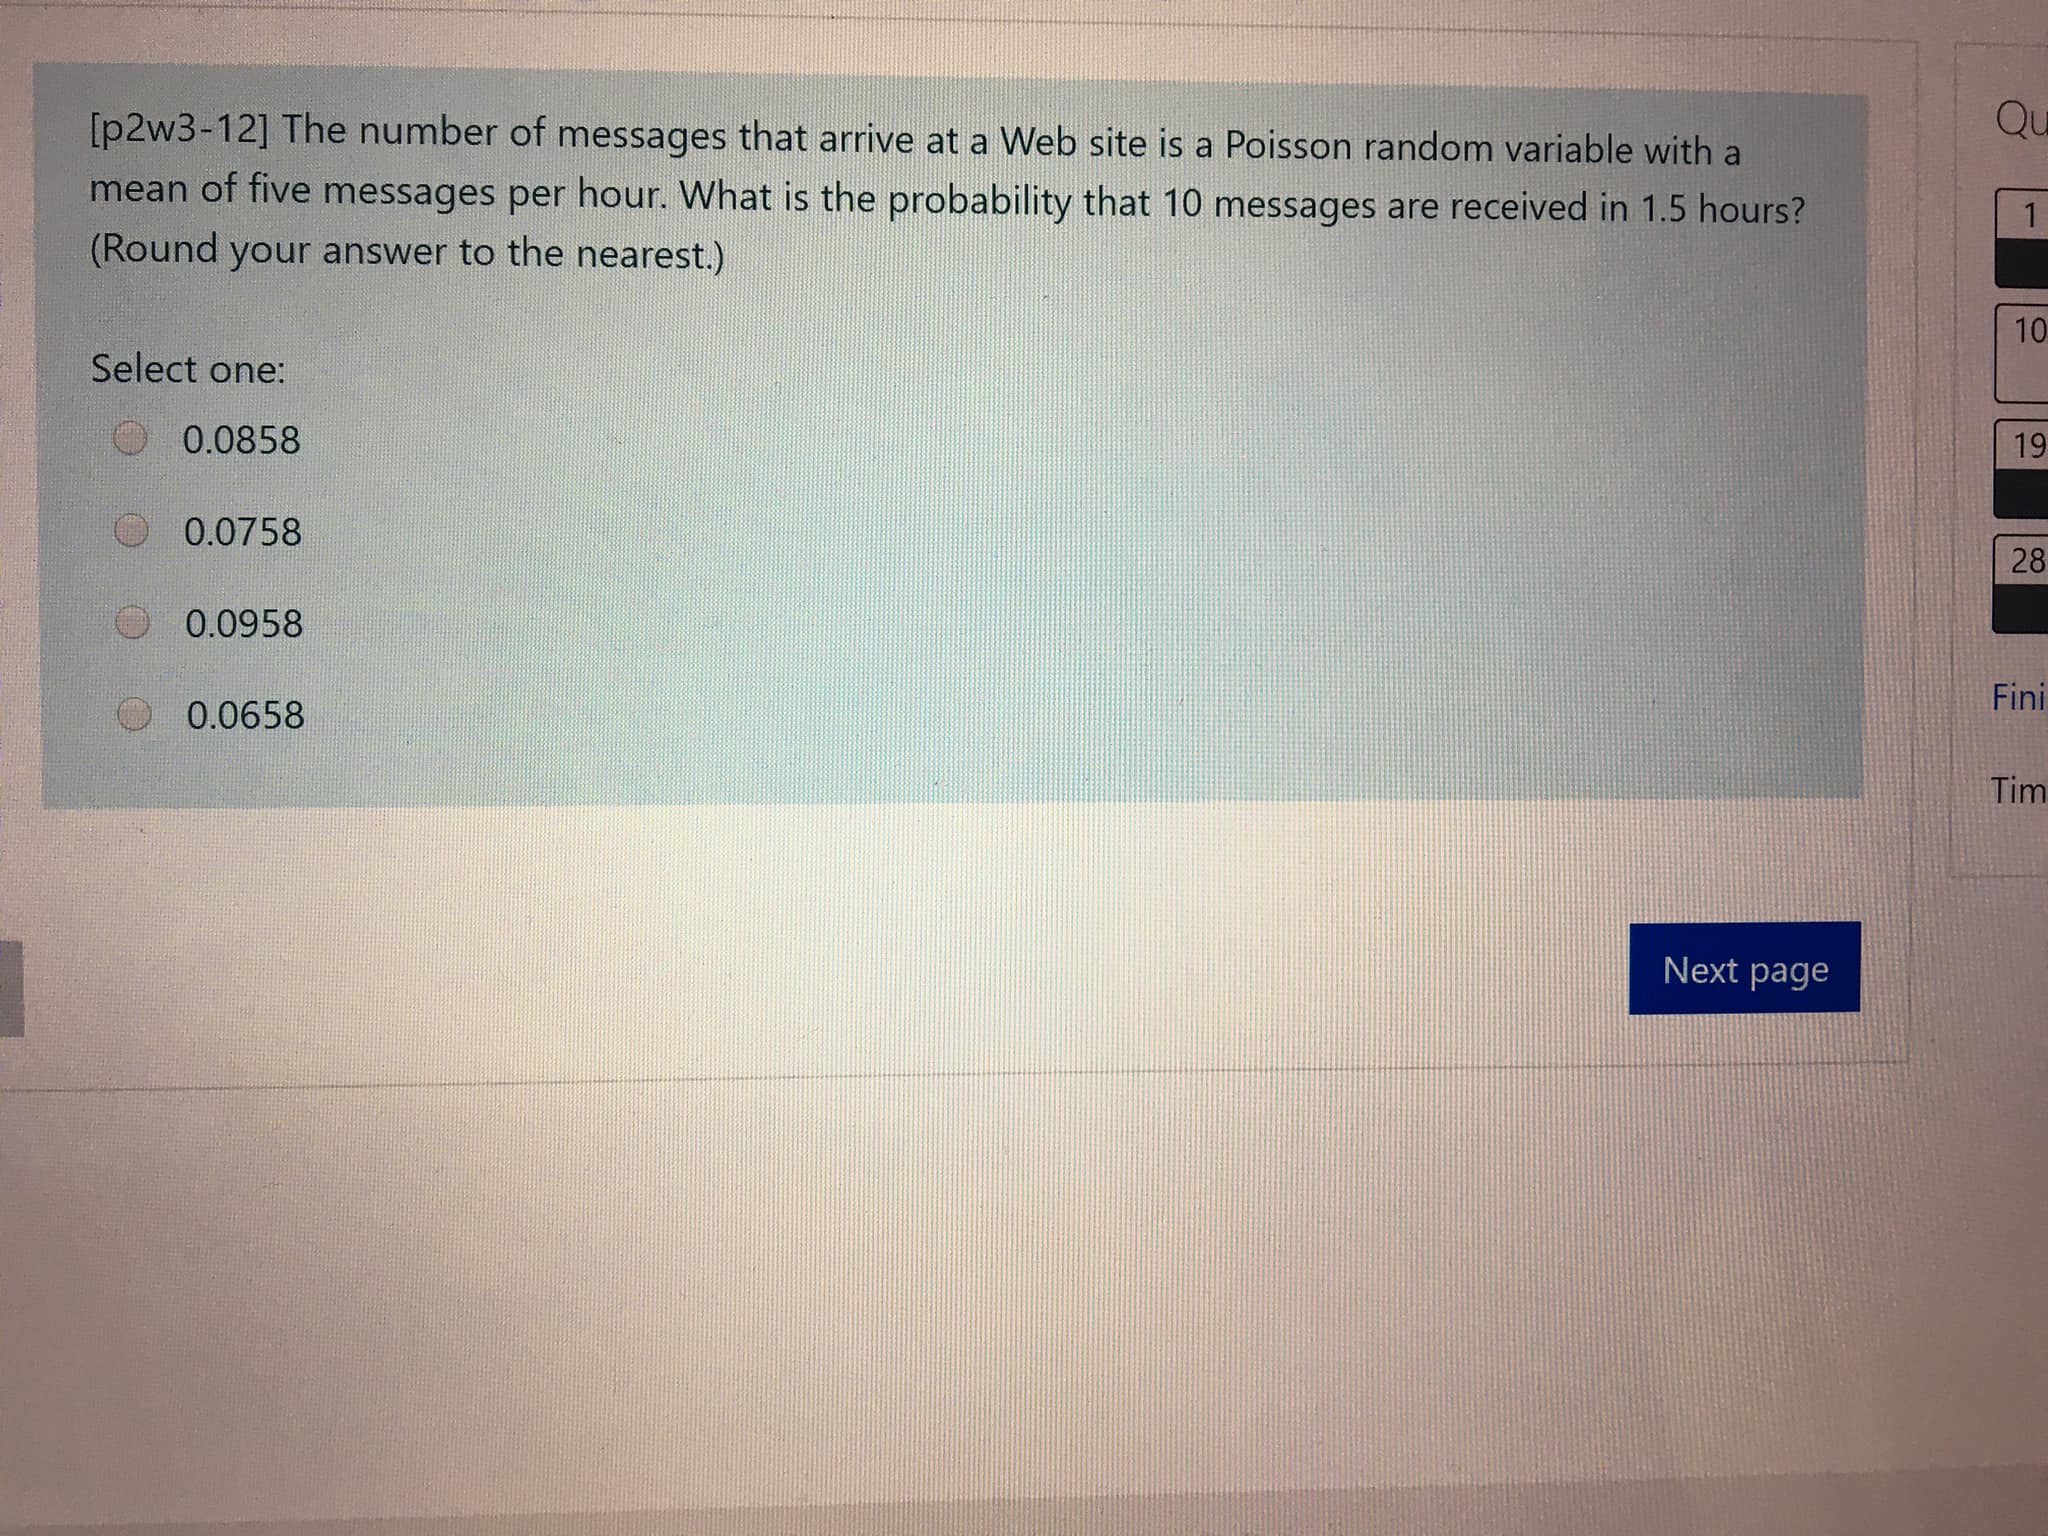 [p2w3-12] The number of messages that arrive at a Web site is a Poisson random variable with a
mean of five messages per hour. What is the probability that 10 messages are received in 1.5 hours?
(Round your answer to the nearest.)
Select one:
0.0858
0.0758
0.0958
0.0658
Next page
Qu
1
10
19
28
Fini
Tim